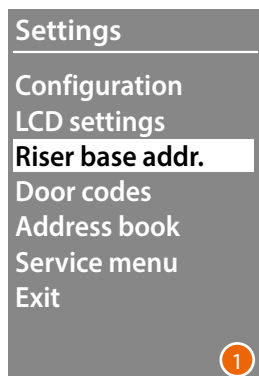 Settings
Configuration
LCD settings
Riser base addr.
Door codes
Address book
Service menu
Exit
1